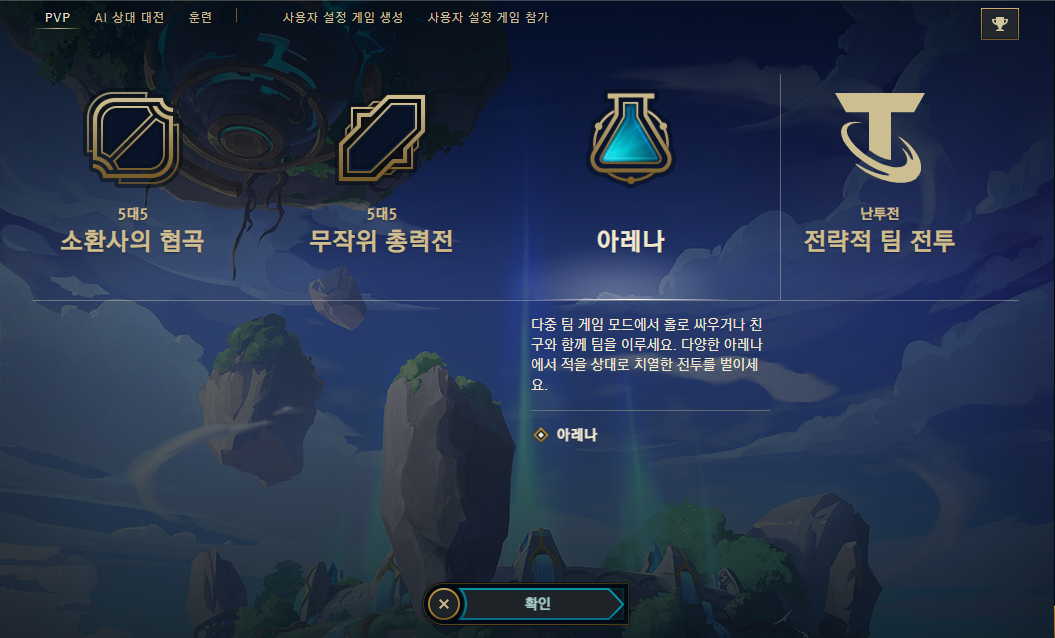 PVP AI 상대 대전 훈련 사용자 설정 게임 생성 사용자 설정 게임 참가
5대5
소환사의 협곡
5대5
무작위 총력전
아레나
난투전
전략적 팀 전투
다중 팀 게임 모드에서 홀로 싸우거나 친
구와 함께 팀을 이루세요. 다양한 아레나
에서 적을 상대로 치열한 전투를 벌이세
요.
아레나
확인